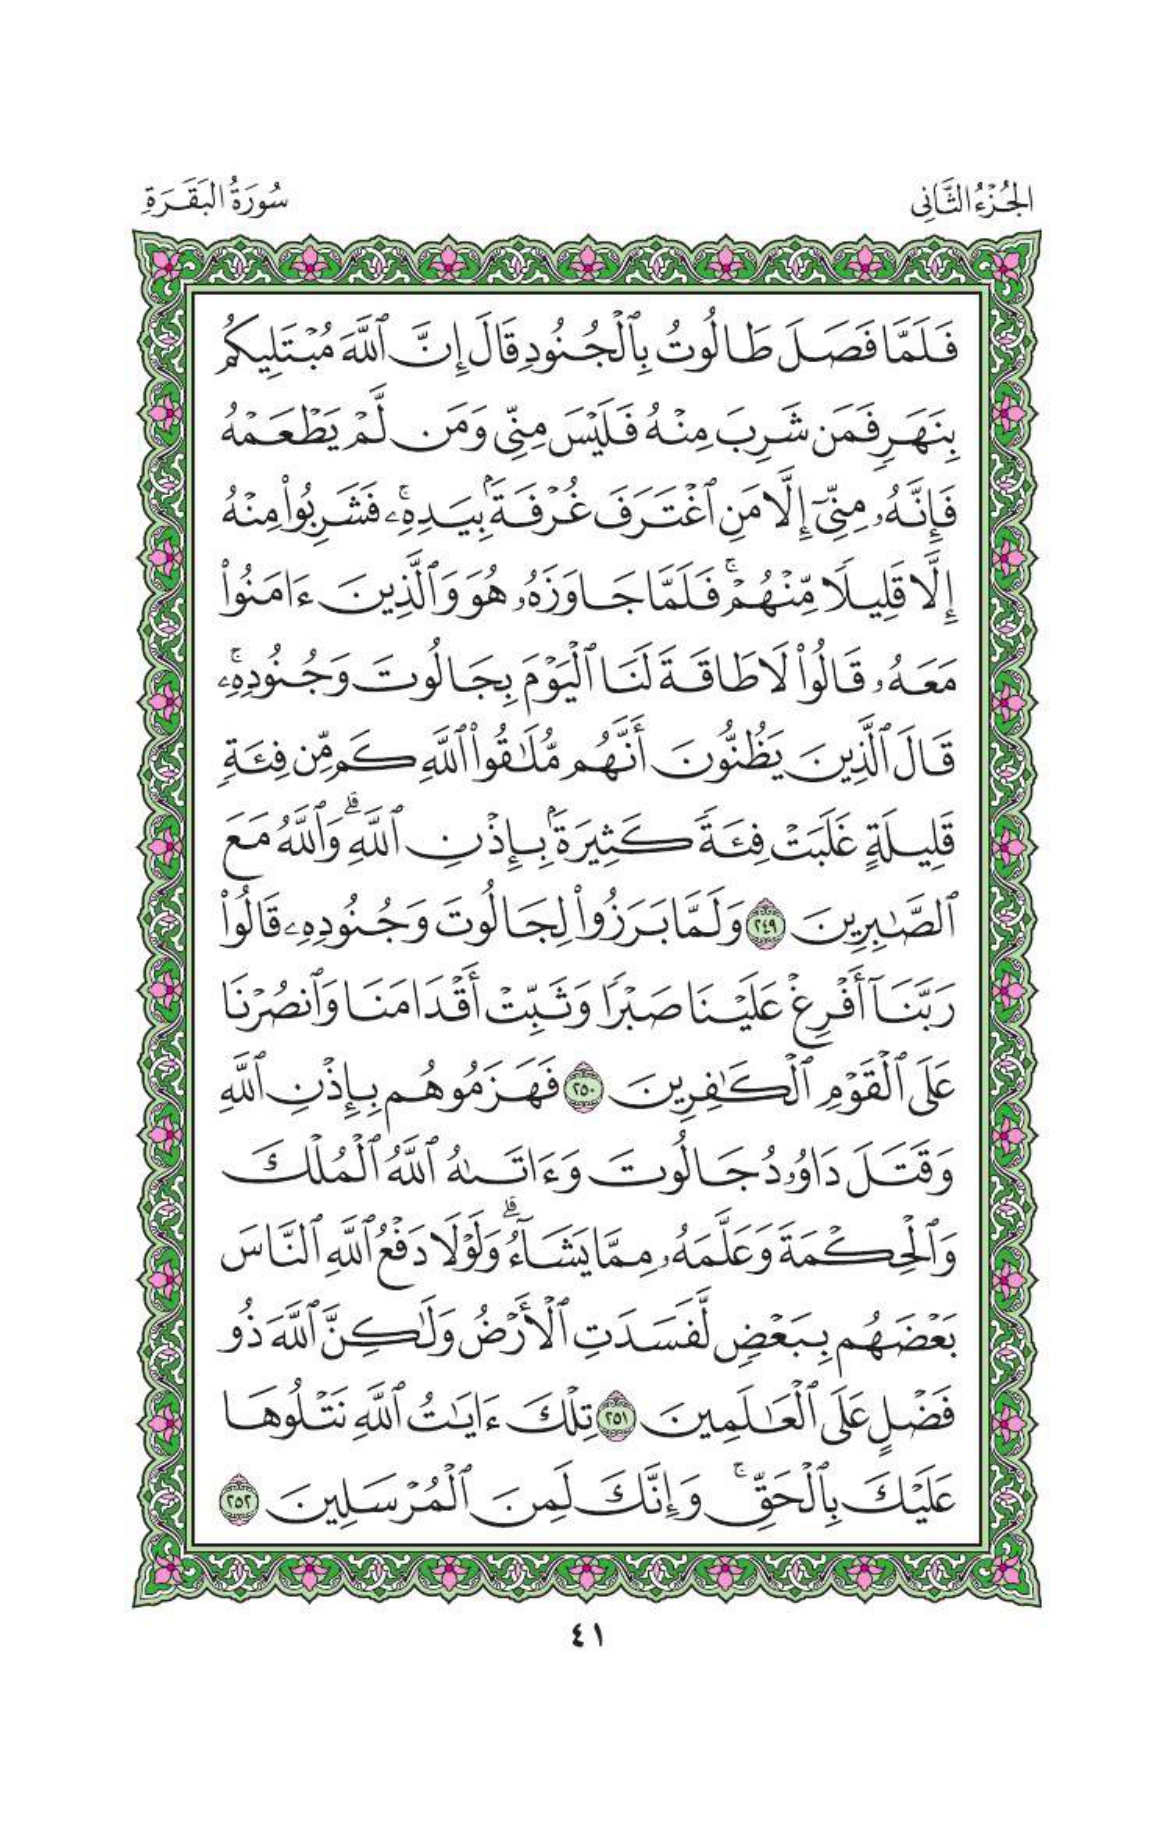 الجُزْءُ الثَّانِى
سُورَةُ البَقَرَةِ
فَلَمَّا فَصَلَ طَالُوتُ بِٱلْجُنُودِ قَالَ إِنَّ ٱللَّهَ مُبْتَلِيكُم
بِنَهَرٍ فَمَن شَرِبَ مِنْهُ فَلَيْسَ مِنِّى وَمَن لَّمْ يَطْعَمْهُ
فَإِنَّهُۥ مِنِّىٓ إِلَّا مَنِ ٱغْتَرَفَ غُرْفَةًۢ بِيَدِهِۦۚ فَشَرِبُوا۟ مِنْهُ
إِلَّا قَلِيلًا مِّنْهُمْۚ فَلَمَّا جَاوَزَهُۥ هُوَ وَٱلَّذِينَ ءَامَنُوا۟
مَعَهُۥ قَالُوا۟ لَا طَاقَةَ لَنَا ٱلْيَوْمَ بِجَالُوتَ وَجُنُودِهِۦۚ
قَالَ ٱلَّذِينَ يَظُنُّونَ أَنَّهُم مُّلَـٰقُوا۟ ٱللَّهِ كَم مِّن فِئَةٍ
قَلِيلَةٍ غَلَبَتْ فِئَةً كَثِيرَةًۢ بِإِذْنِ ٱللَّهِۗ وَٱللَّهُ مَعَ
ٱلصَّـٰبِرِينَ ٢٤٩ وَلَمَّا بَرَزُوا۟ لِجَالُوتَ وَجُنُودِهِۦ قَالُوا۟
رَبَّنَآ أَفْرِغْ عَلَيْنَا صَبْرًا وَثَبِّتْ أَقْدَامَنَا وَٱنصُرْنَا
عَلَى ٱلْقَوْمِ ٱلْكَـٰفِرِينَ ٢٥٠ فَهَزَمُوهُم بِإِذْنِ ٱللَّهِ
وَقَتَلَ دَاوُۥدُ جَالُوتَ وَءَاتَىٰهُ ٱللَّهُ ٱلْمُلْكَ
وَٱلْحِكْمَةَ وَعَلَّمَهُۥ مِمَّا يَشَآءُۗ وَلَوْلَا دَفْعُ ٱللَّهِ ٱلنَّاسَ
بَعْضَهُم بِبَعْضٍ لَّفَسَدَتِ ٱلْأَرْضُ وَلَـٰكِنَّ ٱللَّهَ ذُو
فَضْلٍ عَلَى ٱلْعَـٰلَمِينَ ٢٥١ تِلْكَ ءَايَـٰتُ ٱللَّهِ نَتْلُوهَا
عَلَيْكَ بِٱلْحَقِّۚ وَإِنَّكَ لَمِنَ ٱلْمُرْسَلِينَ ٢٥٢
٤١